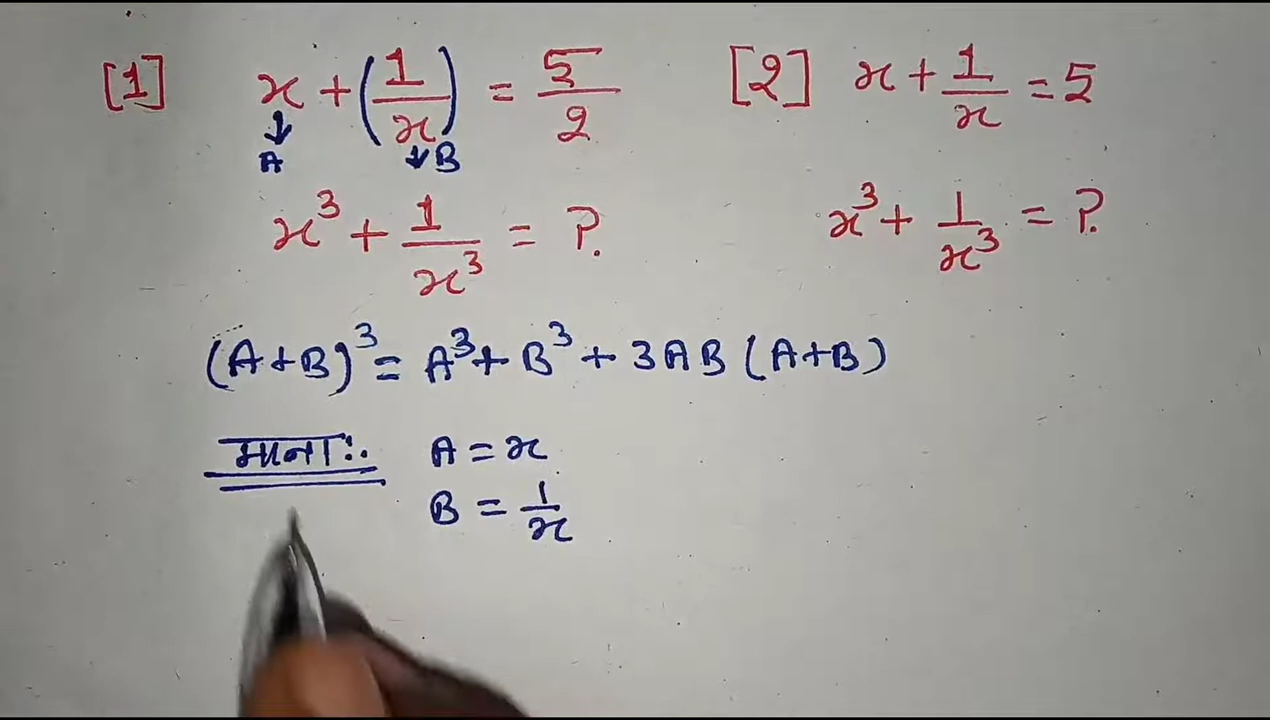 [1] x + (1/x) = 5/2
↓A ↓B
x³ + 1/x³ = ?
[2] x + 1/x = 5
x³ + 1/x³ = ?
(A+B)³ = A³ + B³ + 3AB (A+B)
माना:. A = x
B = 1/x